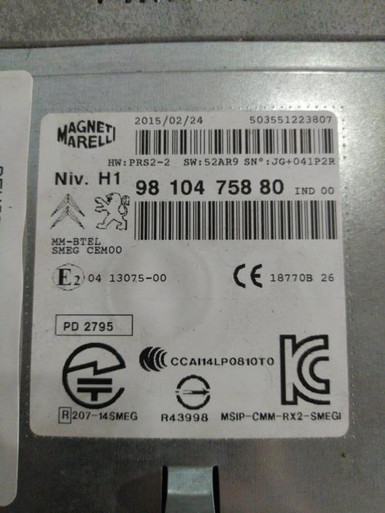 MAGNETI
MARELLI
2015/02/24 503551223807
HW:PRS2-2 SW:52AR9 SN°:JG+041P2R
Niv. H1 98 104 758 80 IND 00
MM-BTEL
SMEG CEM00
E2 04 13075-00 CE 18770B 26
PD 2795
CCAI14LP0810T0
R 207-14SMEG
R43998
MSIP-CMM-RX2-SMEGI